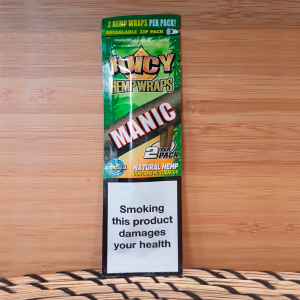 2 HEMP WRAPS PER PACK!
RESEALABLE ZIP PACK
JUICY
HEMP WRAPS
MANIC
2 PER PACK
NATURAL HEMP
Smoking
this product
damages
your health